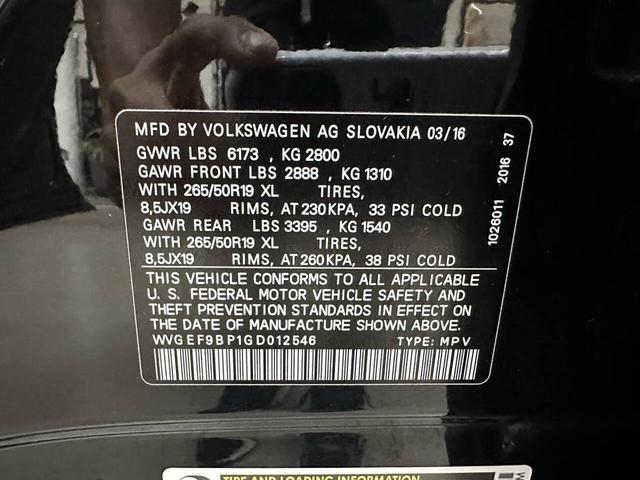 MFD BY VOLKSWAGEN AG SLOVAKIA 03/16
GVWR LBS 6173 , KG 2800
GAWR FRONT LBS 2888 , KG 1310
WITH 265/50R19 XL TIRES,
8,5JX19 RIMS, AT 230KPA, 33 PSI COLD
GAWR REAR LBS 3395 , KG 1540
WITH 265/50R19 XL TIRES,
8,5JX19 RIMS, AT 260KPA, 38 PSI COLD
THIS VEHICLE CONFORMS TO ALL APPLICABLE
U. S. FEDERAL MOTOR VEHICLE SAFETY AND
THEFT PREVENTION STANDARDS IN EFFECT ON
THE DATE OF MANUFACTURE SHOWN ABOVE.
WVGEF9BP1GD012546 TYPE: MPV
1026011 2016 37
TIRE AND LOADING INFORMATION